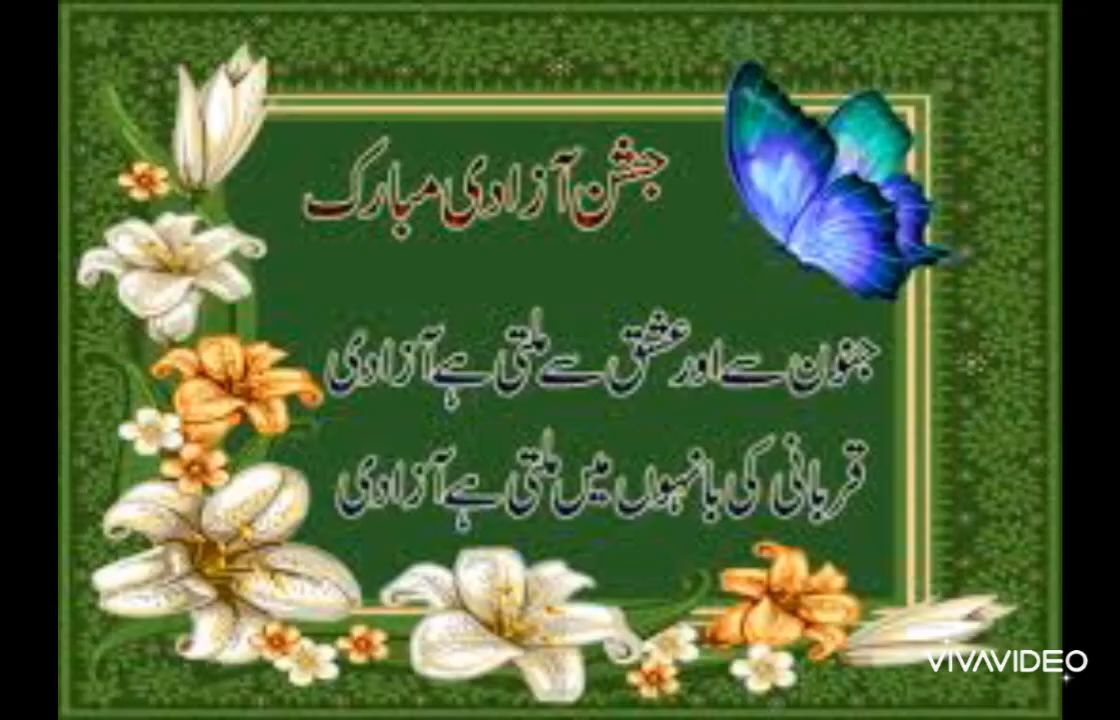 جشن آزادی مبارک
جنون سے اور عشق سے ملتی ہے آزادی
قربانی کی بانہوں میں ملتی ہے آزادی
VIVAVIDEO